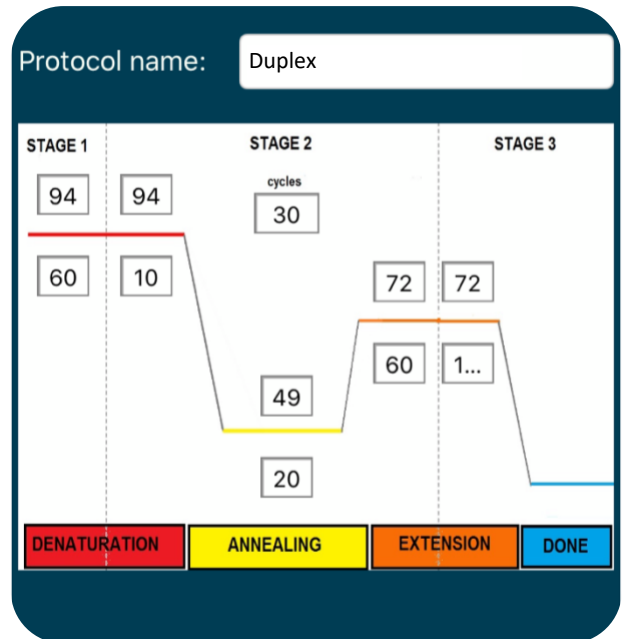 Protocol name: Duplex
STAGE 1 STAGE 2 STAGE 3
cycles
94 94 30
60 10 72 72
60 1...
49
20
DENATURATION ANNEALING EXTENSION DONE